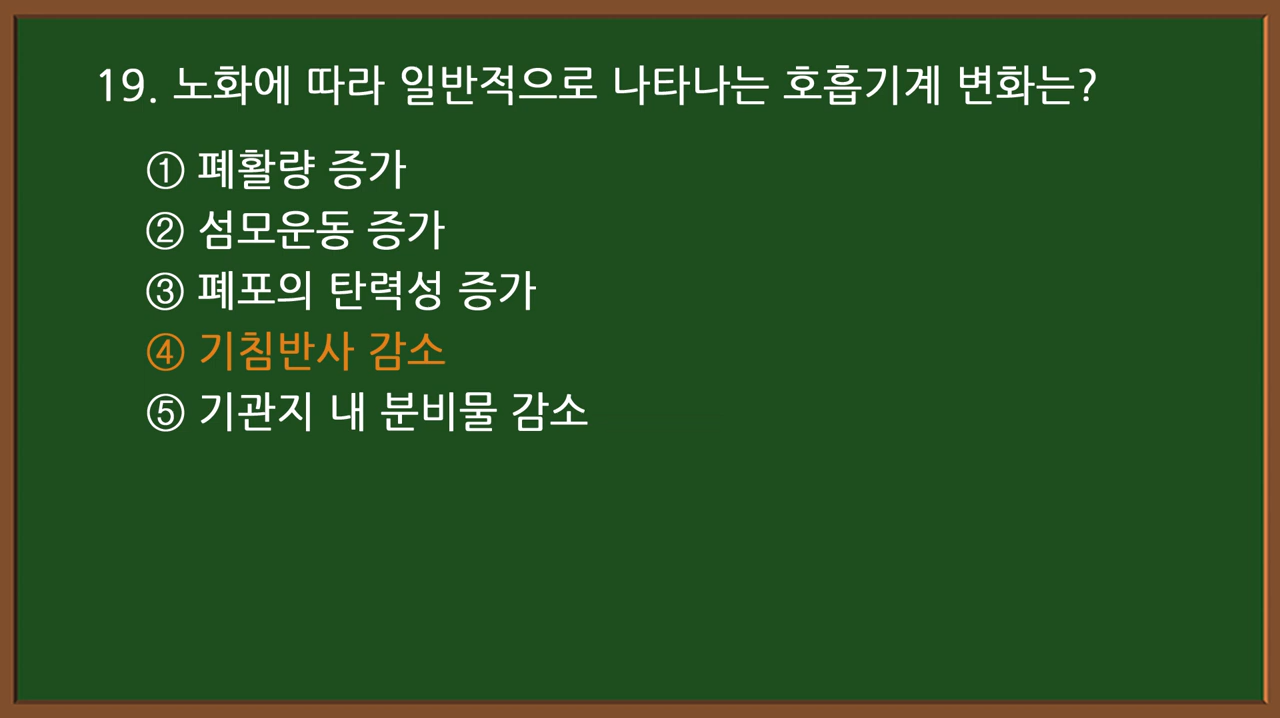 19. 노화에 따라 일반적으로 나타나는 호흡기계 변화는?
① 폐활량 증가
② 섬모운동 증가
③ 폐포의 탄력성 증가
④ 기침반사 감소
⑤ 기관지 내 분비물 감소